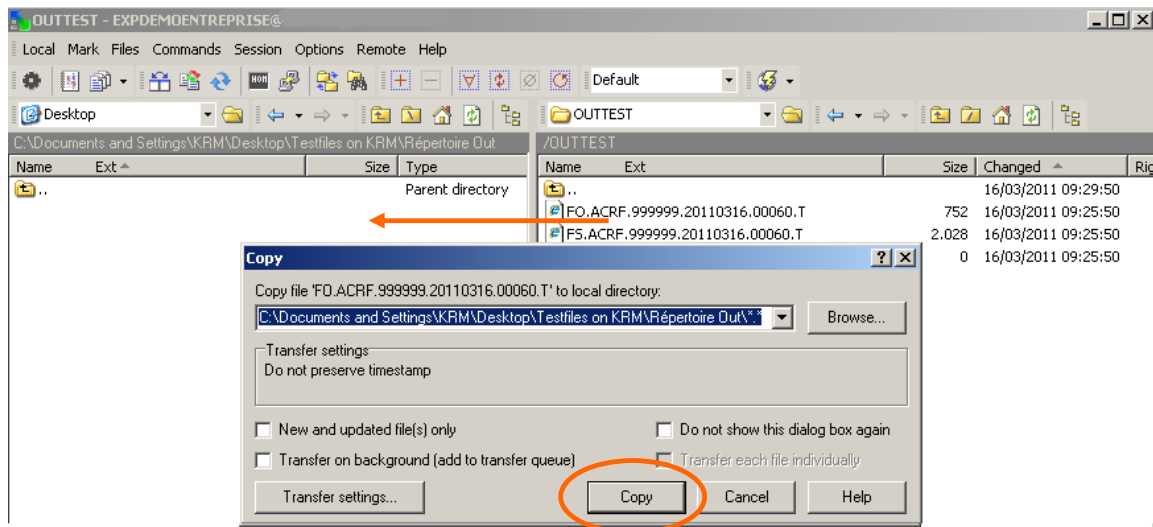 OUTTEST - EXPDEMOENTREPRISE@
Local Mark Files Commands Session Options Remote Help
Default
Desktop
OUTTEST
C:\Documents and Settings\KRM\Desktop\Testfiles on KRM\Répertoire Out
/OUTTEST
Name Ext Size Type
Name Ext Size Changed Rig
.. Parent directory
.. 16/03/2011 09:29:50
FO.ACRF.999999.20110316.00060.T 752 16/03/2011 09:25:50
FS.ACRF.999999.20110316.00060.T 2.028 16/03/2011 09:25:50
0 16/03/2011 09:25:50
Copy
Copy file 'FO.ACRF.999999.20110316.00060.T' to local directory:
C:\Documents and Settings\KRM\Desktop\Testfiles on KRM\Répertoire Out\*.*
Browse...
Transfer settings
Do not preserve timestamp
New and updated file(s) only
Do not show this dialog box again
Transfer on background (add to transfer queue)
Transfer each file individually
Transfer settings... Copy Cancel Help